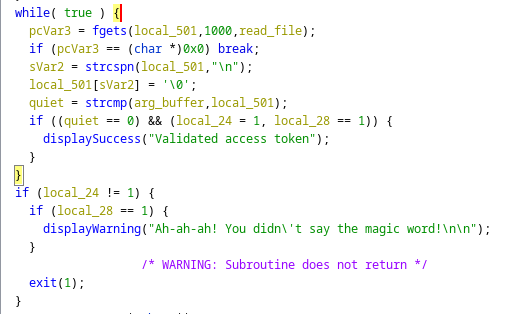 while( true ) {
pcVar3 = fgets(local_501,1000,read_file);
if (pcVar3 == (char *)0x0) break;
sVar2 = strcspn(local_501,"\n");
local_501[sVar2] = '\0';
quiet = strcmp(arg_buffer,local_501);
if ((quiet == 0) && (local_24 = 1, local_28 == 1)) {
displaySuccess("Validated access token");
}
}
if (local_24 != 1) {
if (local_28 == 1) {
displayWarning("Ah-ah-ah! You didn\'t say the magic word!\n\n");
}
/* WARNING: Subroutine does not return */
exit(1);
}